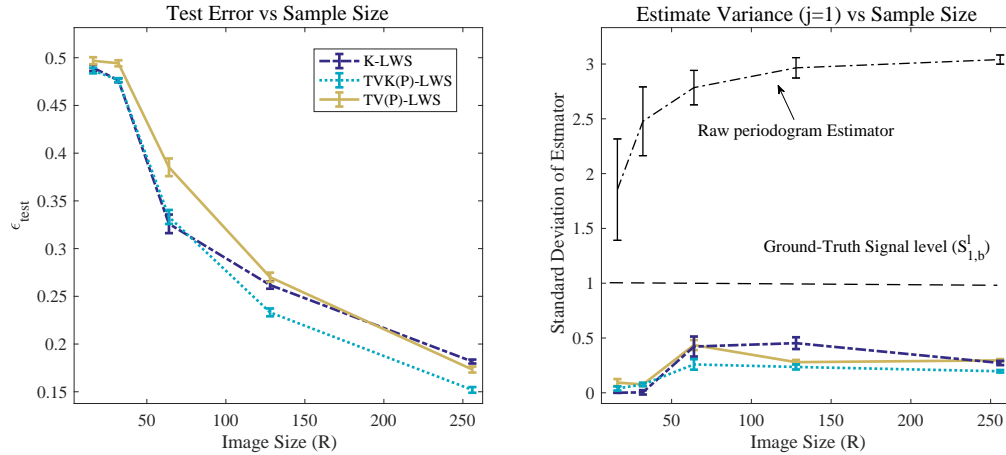 Test Error vs Sample Size
0.5
0.45
0.4
0.35
0.3
0.25
0.2
0.15
ϵtest
K-LWS
TVK(P)-LWS
TV(P)-LWS
50
100
150
200
250
Image Size (R)
Estimate Variance (j=1) vs Sample Size
3
2.5
2
1.5
1
0.5
0
Standard Deviation of Estmator
Raw periodogram Estimator
Ground-Truth Signal level (S^l_1,b)
50
100
150
200
250
Image Size (R)